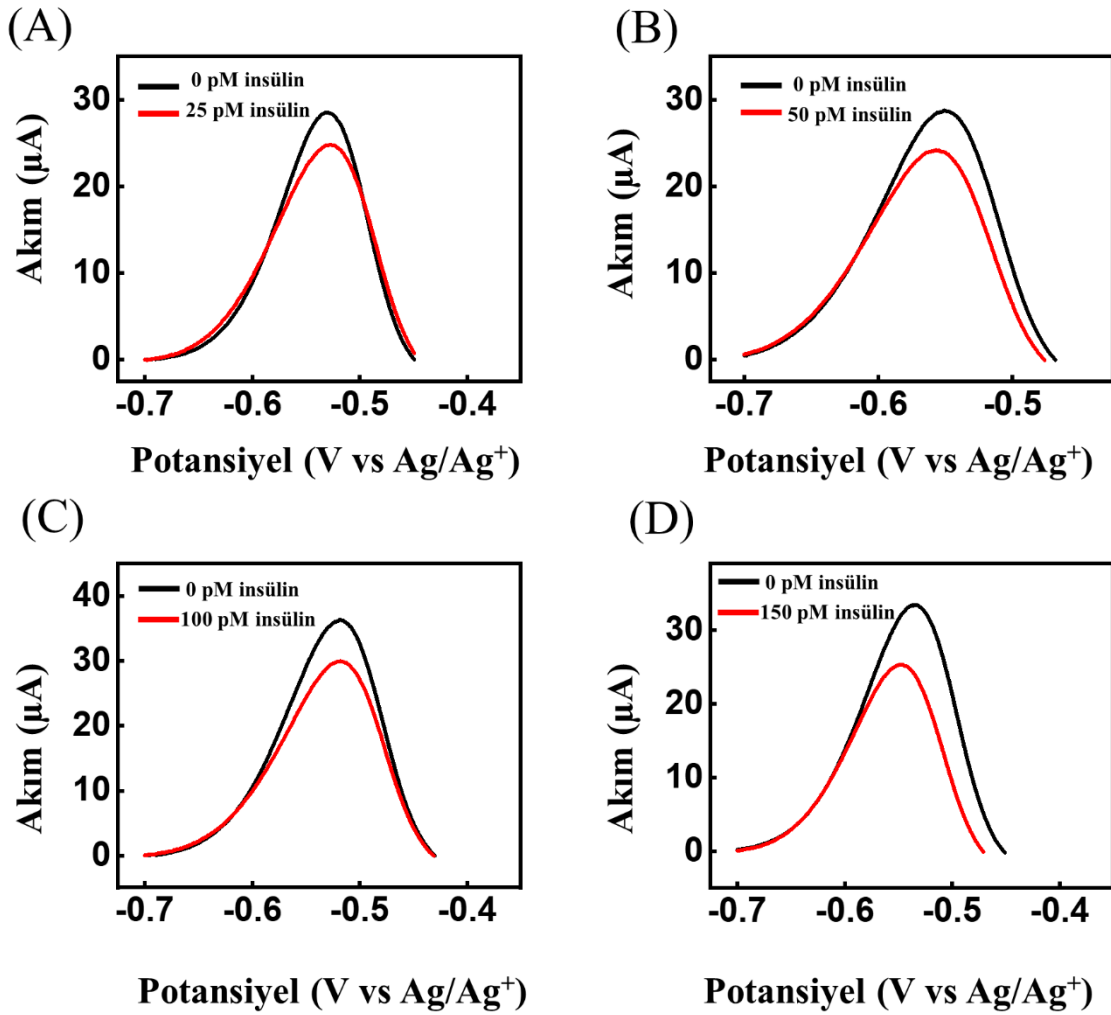 (A)
0 pM insülin
25 pM insülin
30
20
10
0
Akım (µA)
-0.7
-0.6
-0.5
-0.4
Potansiyel (V vs Ag/Ag⁺)
(B)
0 pM insülin
50 pM insülin
30
20
10
0
Akım (µA)
-0.7
-0.6
-0.5
Potansiyel (V vs Ag/Ag⁺)
(C)
0 pM insülin
100 pM insülin
40
30
20
10
0
Akım (µA)
-0.7
-0.6
-0.5
-0.4
Potansiyel (V vs Ag/Ag⁺)
(D)
0 pM insülin
150 pM insülin
30
20
10
0
Akım (µA)
-0.7
-0.6
-0.5
-0.4
Potansiyel (V vs Ag/Ag⁺)